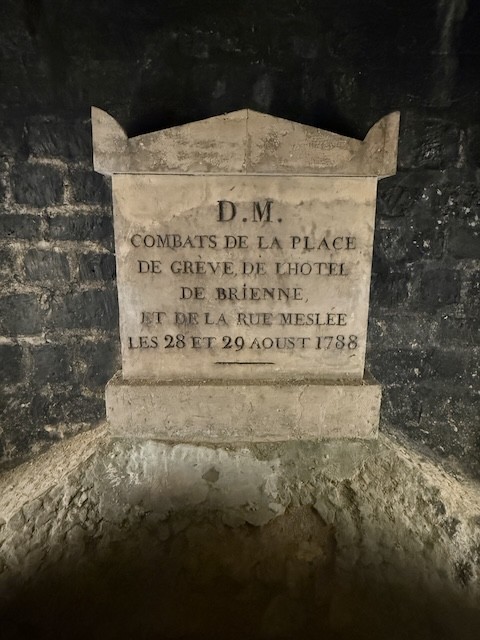 D.M.
COMBATS DE LA PLACE
DE GRÈVE, DE L'HÔTEL
DE BRIENNE,
ET DE LA RUE MESLÉE
LES 28 ET 29 AOUST 1788